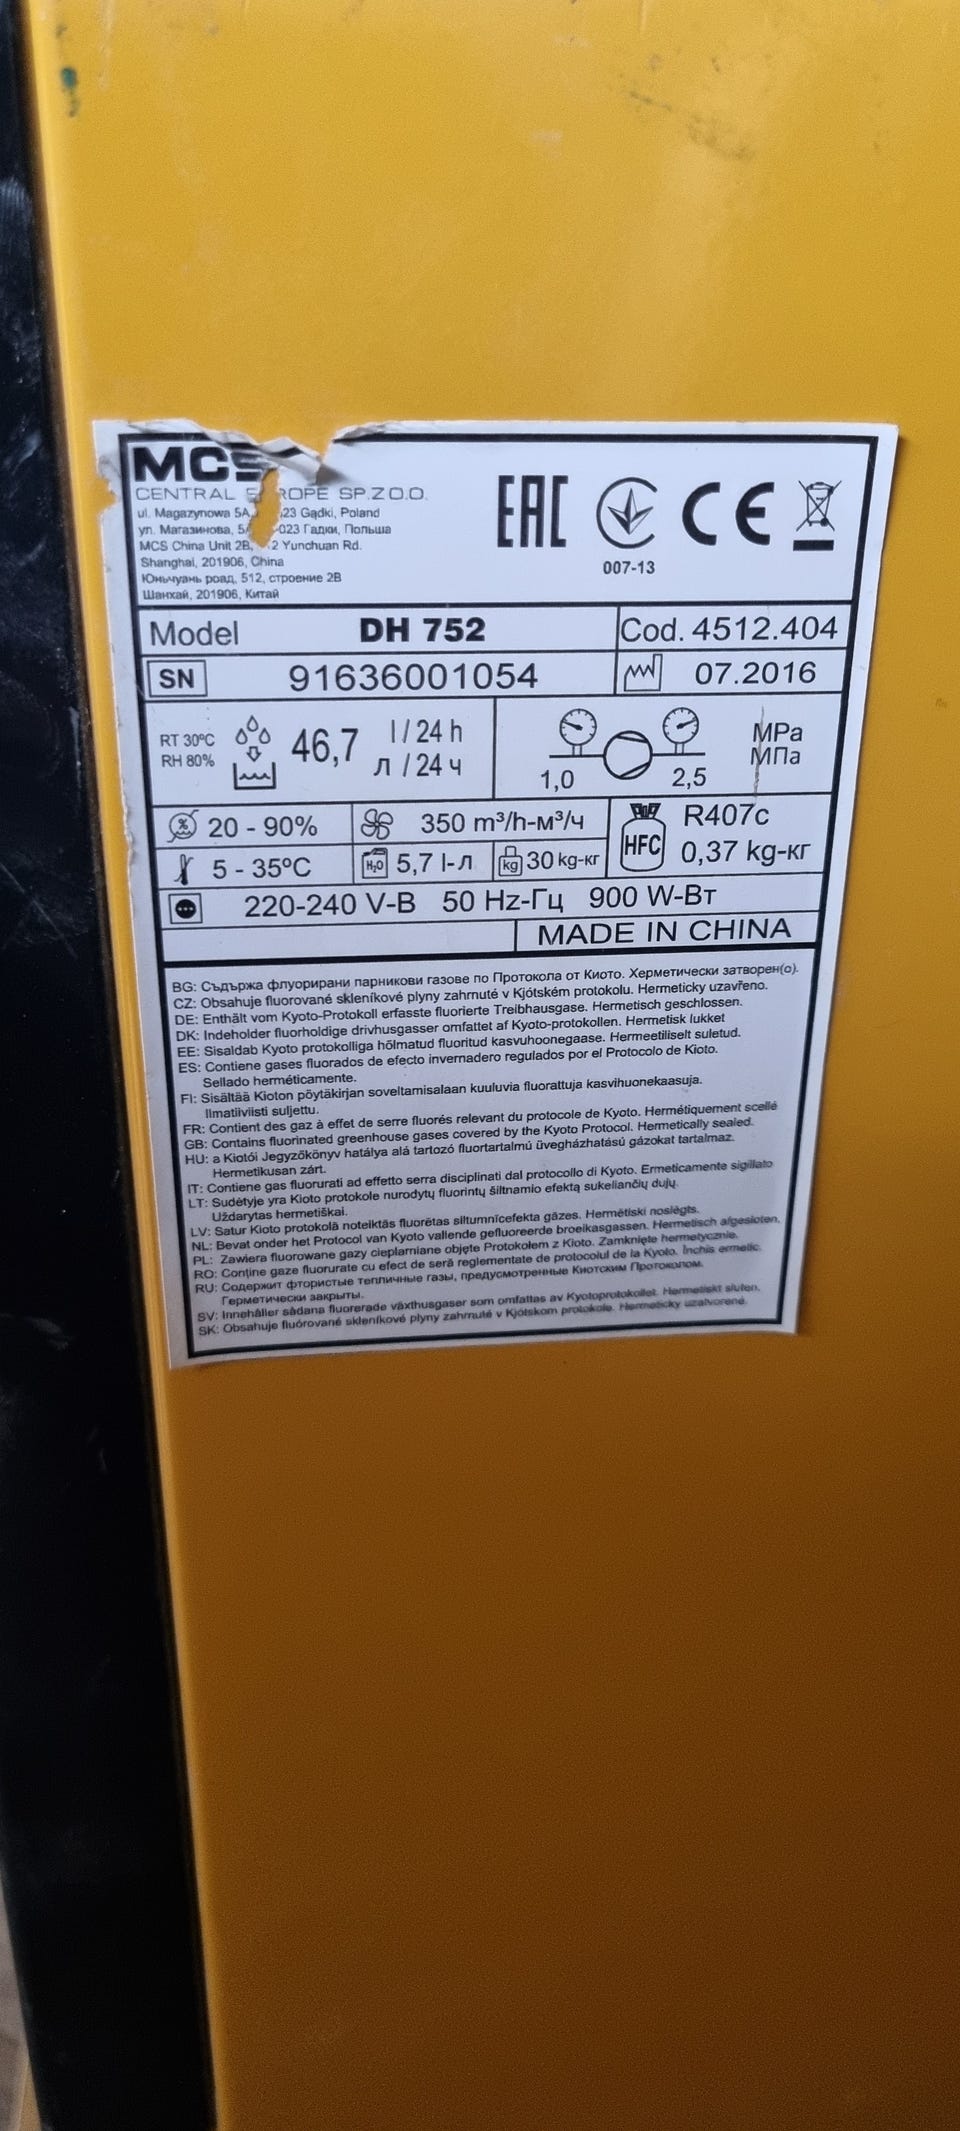 MCS
CENTRAL EUROPE SP.Z O.O.
ul. Magazynowa 5A, 23 Gądki, Poland
ул. Магазинова, 5 023 Гадки, Польша
MCS China Unit 2B, 2 Yunchuan Rd.
Shanghai, 201906, China
Юньчуань роад, 512, строение 2B
Шанхай, 201906, Китай
EAC CE
007-13
Model DH 752 Cod. 4512.404
SN 91636001054 07.2016
RT 30ºC
RH 80%
46,7 l / 24 h
л / 24 ч
1,0 2,5 MPa
МПа
20 - 90% 350 m³/h-м³/ч HFC R407c
5 - 35ºC H₂O 5,7 l-л kg 30 kg-кг 0,37 kg-кг
220-240 V-В 50 Hz-Гц 900 W-Вт
MADE IN CHINA
BG: Съдържа флуорирани парникови газове по Протокола от Киото. Херметически затворен(о).
CZ: Obsahuje fluorované skleníkové plyny zahrnuté v Kjótském protokolu. Hermeticky uzavřeno.
DE: Enthält vom Kyoto-Protokoll erfasste fluorierte Treibhausgase. Hermetisch geschlossen.
DK: Indeholder fluorholdige drivhusgasser omfattet af Kyoto-protokollen. Hermetisk lukket
EE: Sisaldab Kyoto protokolliga hõlmatud fluoritud kasvuhoonegaase. Hermeetiliselt suletud.
ES: Contiene gases fluorados de efecto invernadero regulados por el Protocolo de Kioto.
Sellado herméticamente.
FI: Sisältää Kioton pöytäkirjan soveltamisalaan kuuluvia fluorattuja kasvihuonekaasuja.
Ilmatiiviisti suljettu.
FR: Contient des gaz à effet de serre fluorés relevant du protocole de Kyoto. Hermétiquement scellé
GB: Contains fluorinated greenhouse gases covered by the Kyoto Protocol. Hermetically sealed.
HU: a Kiotói Jegyzőkönyv hatálya alá tartozó fluortartalmú üvegházhatású gázokat tartalmaz.
Hermetikusan zárt.
IT: Contiene gas fluorurati ad effetto serra disciplinati dal protocollo di Kyoto. Ermeticamente sigillato
LT: Sudėtyje yra Kioto protokole nurodytų fluorintų šiltnamio efektą sukeliančių dujų.
Uždarytas hermetiškai.
LV: Satur Kioto protokolā noteiktās fluorētas siltumnīcefekta gāzes. Hermētiski noslēgts.
NL: Bevat onder het Protocol van Kyoto vallende gefluoreerde broeikasgassen. Hermetisch afgesloten.
PL: Zawiera fluorowane gazy cieplarniane objęte Protokołem z Kioto. Zamknięte hermetycznie.
RO: Conţine gaze fluorurate cu efect de seră reglementate de protocolul de la Kyoto. Închis ermetic.
RU: Содержит фтористые тепличные газы, предусмотренные Киотским Протоколом.
Герметически закрыты.
SV: Innehåller sådana fluorerade växthusgaser som omfattas av Kyotoprotokollet. Hermetiskt sluten.
SK: Obsahuje fluórované skleníkové plyny zahrnuté v Kjótskom protokole. Hermeticky uzatvorené.